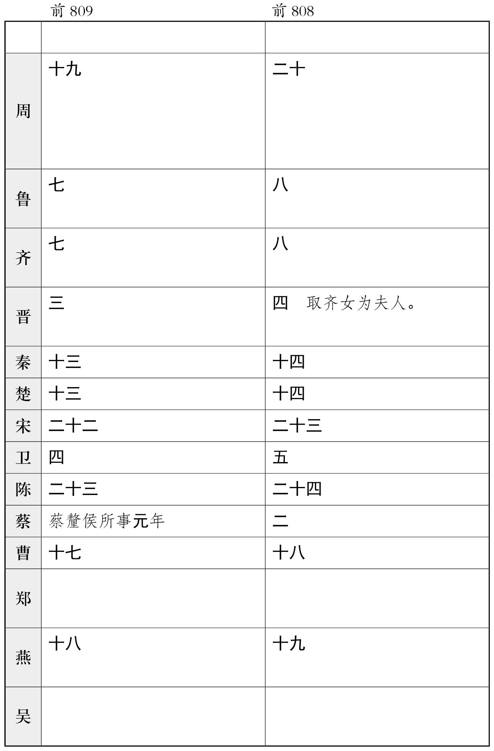 前 809 前 808
周 十九 二十
鲁 七 八
齐 七 八
晋 三 四 取齐女为夫人。
秦 十三 十四
楚 十三 十四
宋 二十二 二十三
卫 四 五
陈 二十三 二十四
蔡 蔡釐侯所事元年 二
曹 十七 十八
郑
燕 十八 十九
吴